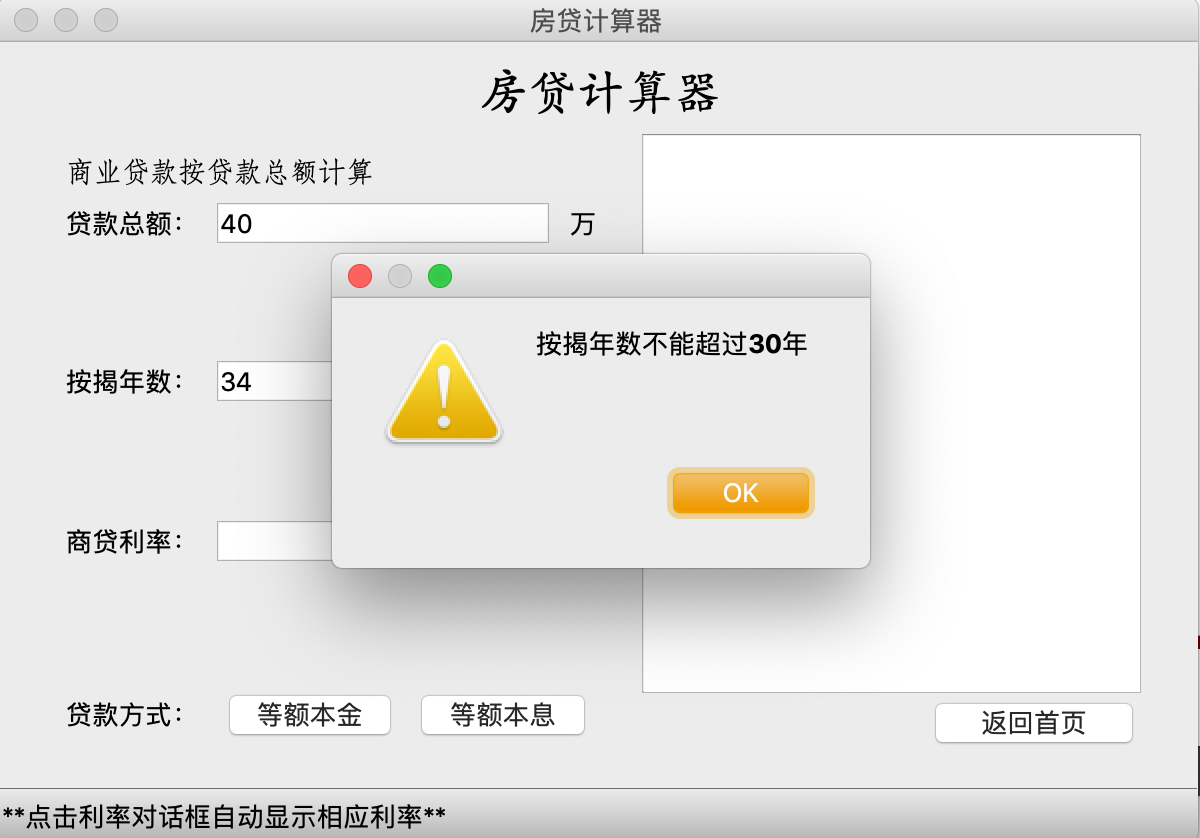 房贷计算器
房贷计算器
商业贷款按贷款总额计算
贷款总额： 40 万
按揭年数不能超过30年
按揭年数： 34
OK
商贷利率：
贷款方式： 等额本金 等额本息
返回首页
**点击利率对话框自动显示相应利率**